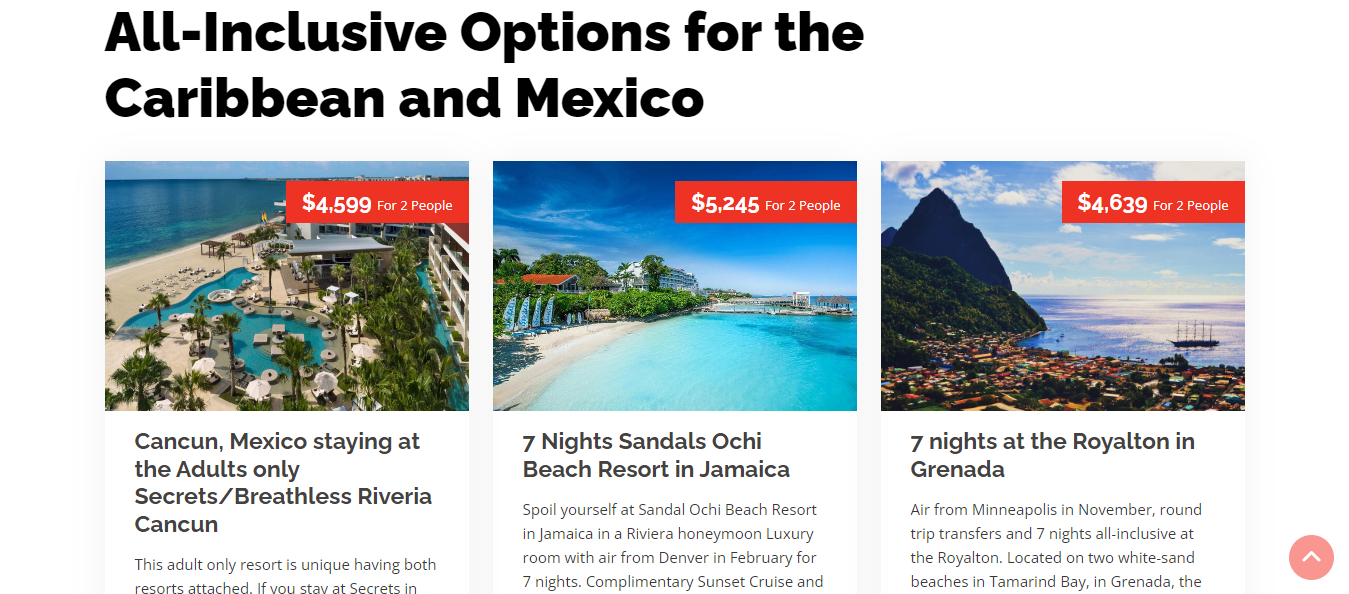 All-Inclusive Options for the
Caribbean and Mexico
$4,599 For 2 People
$5,245 For 2 People
$4,639 For 2 People
Cancun, Mexico staying at
the Adults only
Secrets/Breathless Riveria
Cancun
This adult only resort is unique having both
resorts attached. If you stay at Secrets in
7 Nights Sandals Ochi
Beach Resort in Jamaica
Spoil yourself at Sandal Ochi Beach Resort
in Jamaica in a Riviera honeymoon Luxury
room with air from Denver in February for
7 nights. Complimentary Sunset Cruise and
7 nights at the Royalton in
Grenada
Air from Minneapolis in November, round
trip transfers and 7 nights all-inclusive at
the Royalton. Located on two white-sand
beaches in Tamarind Bay, in Grenada, the